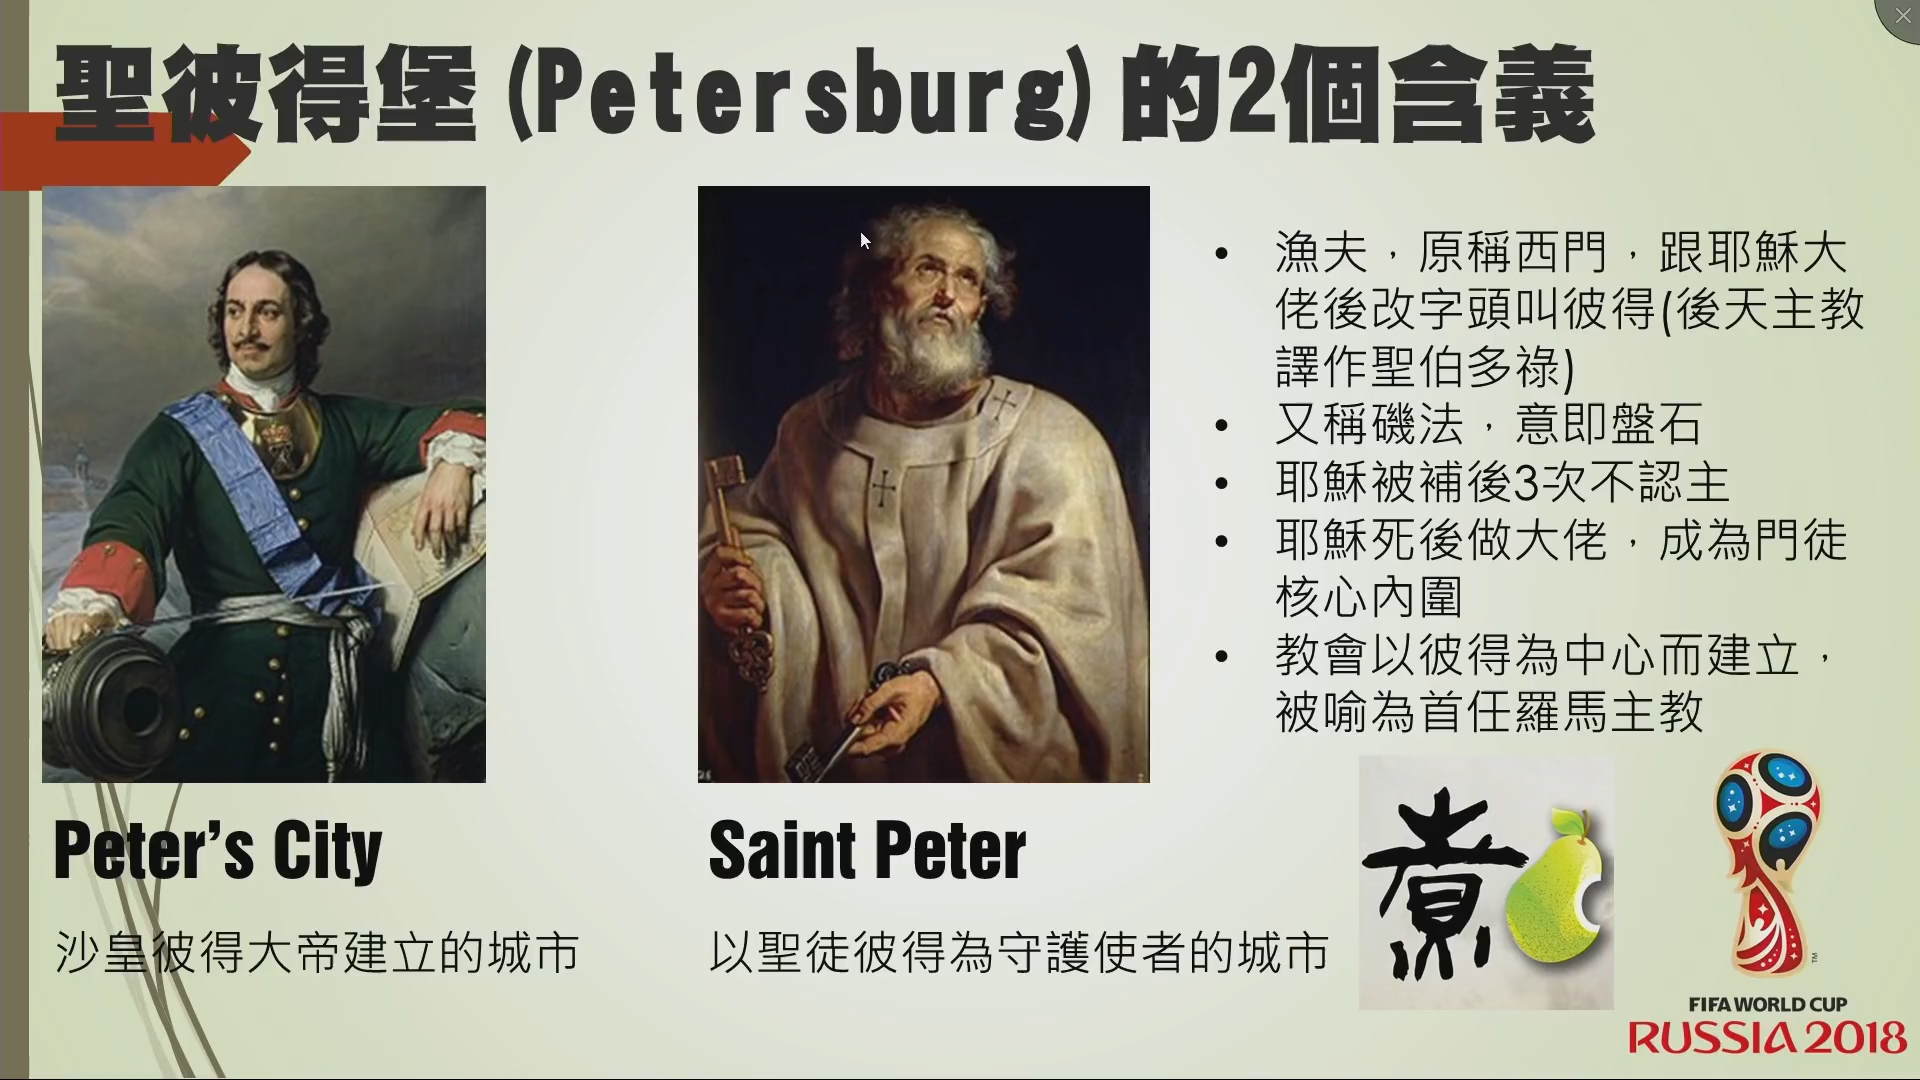 聖彼得堡 (Petersburg) 的2個含義
漁夫，原稱西門，跟耶穌大
佬後改字頭叫彼得(後天主教
譯作聖伯多祿)
又稱磯法，意即盤石
耶穌被補後3次不認主
耶穌死後做大佬，成為門徒
核心內圍
教會以彼得為中心而建立，
被喻為首任羅馬主教
Peter’s City
沙皇彼得大帝建立的城市
Saint Peter
以聖徒彼得為守護使者的城市
煮
TM
FIFA WORLD CUP
RUSSIA 2018